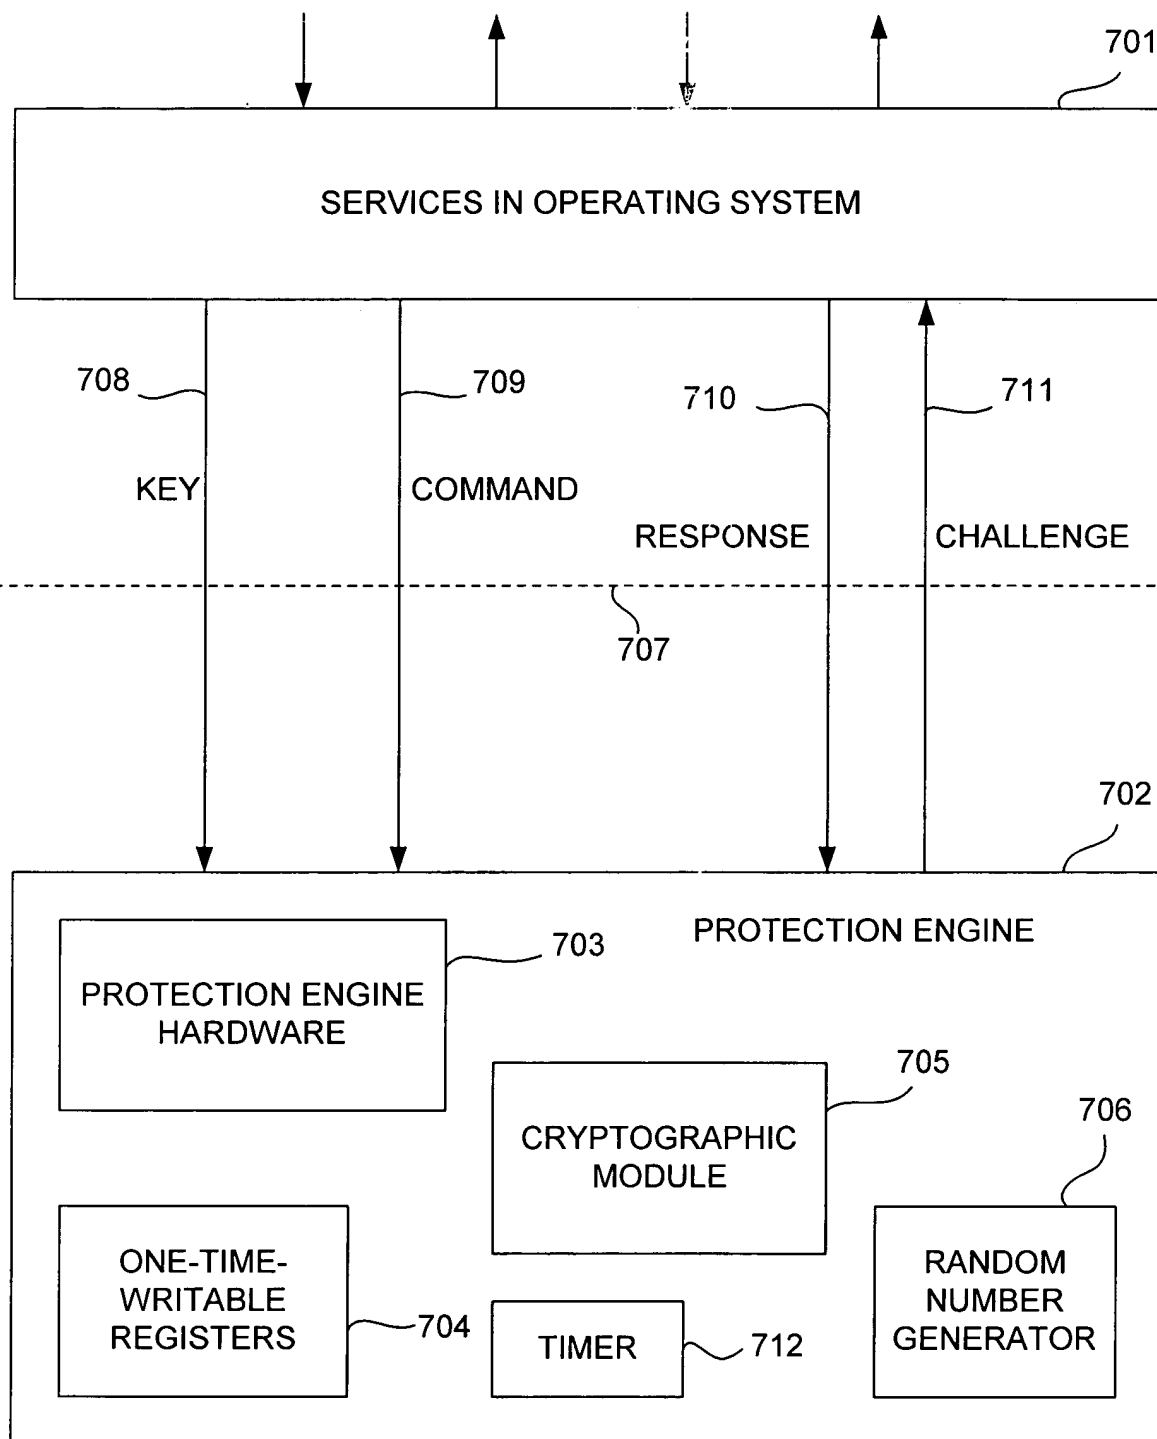 701
SERVICES IN OPERATING SYSTEM
708
709
710
711
KEY
COMMAND
RESPONSE
CHALLENGE
707
702
PROTECTION ENGINE
703
PROTECTION ENGINE
HARDWARE
705
CRYPTOGRAPHIC
MODULE
706
ONE-TIME-
WRITABLE
REGISTERS
704
TIMER
712
RANDOM
NUMBER
GENERATOR